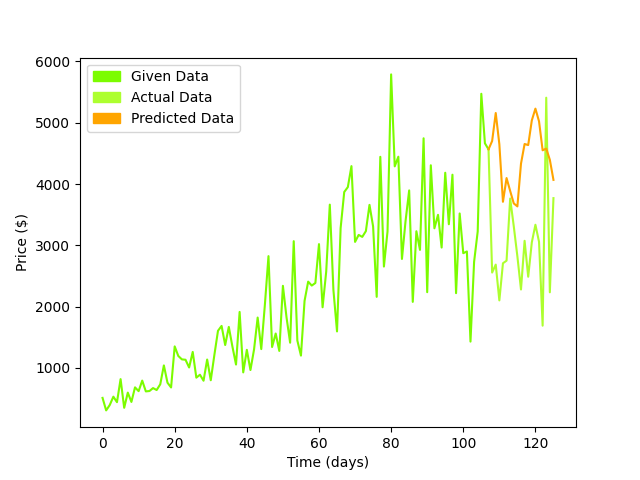 6000
5000
4000
3000
2000
1000
Price ($)
Given Data
Actual Data
Predicted Data
0 20 40 60 80 100 120
Time (days)